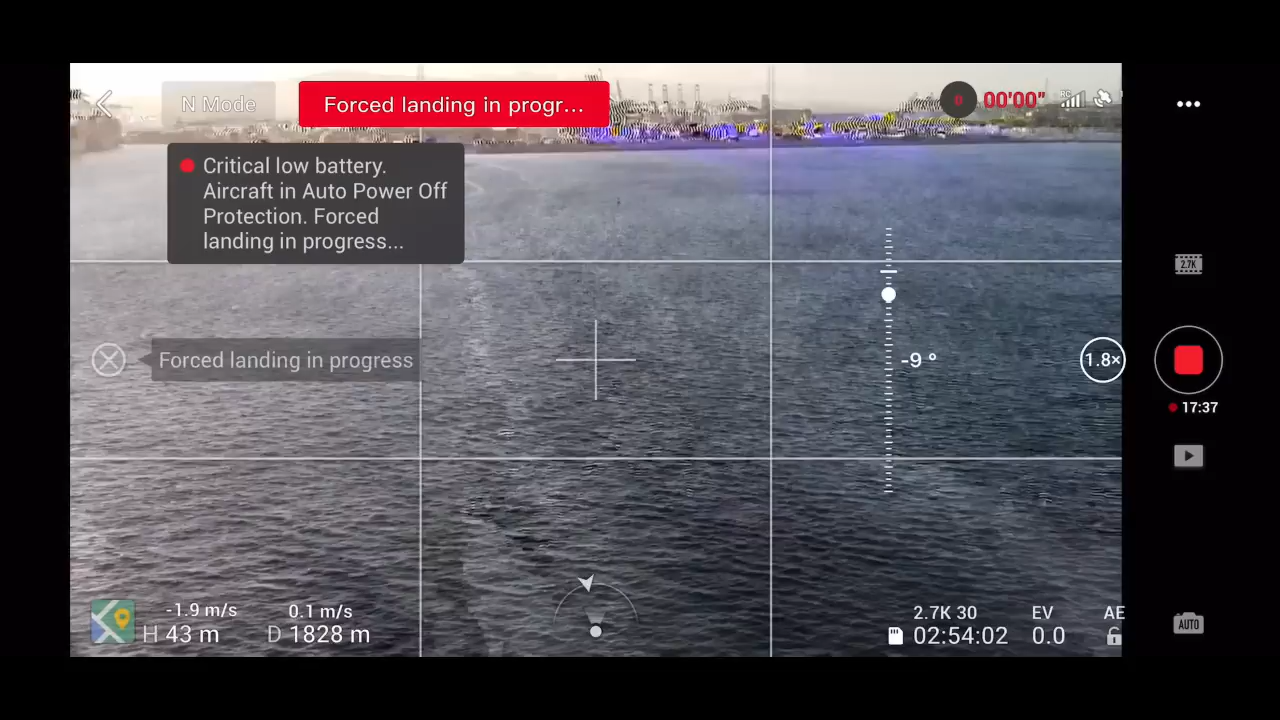 N Mode
Forced landing in progr...
0
00'00"
RC
Critical low battery.
Aircraft in Auto Power Off
Protection. Forced
landing in progress...
2.7K
Forced landing in progress
-9 °
1.8×
17:37
-1.9 m/s
0.1 m/s
H 43 m
D 1828 m
2.7K 30
EV
AE
02:54:02
0.0
AUTO